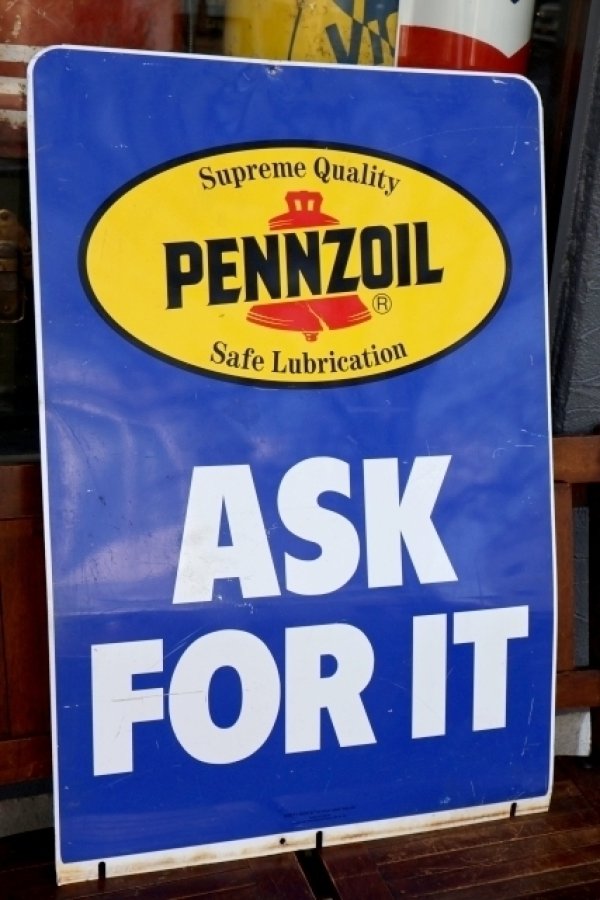 Supreme Quality
PENNZOIL
®
Safe Lubrication
ASK
FOR IT